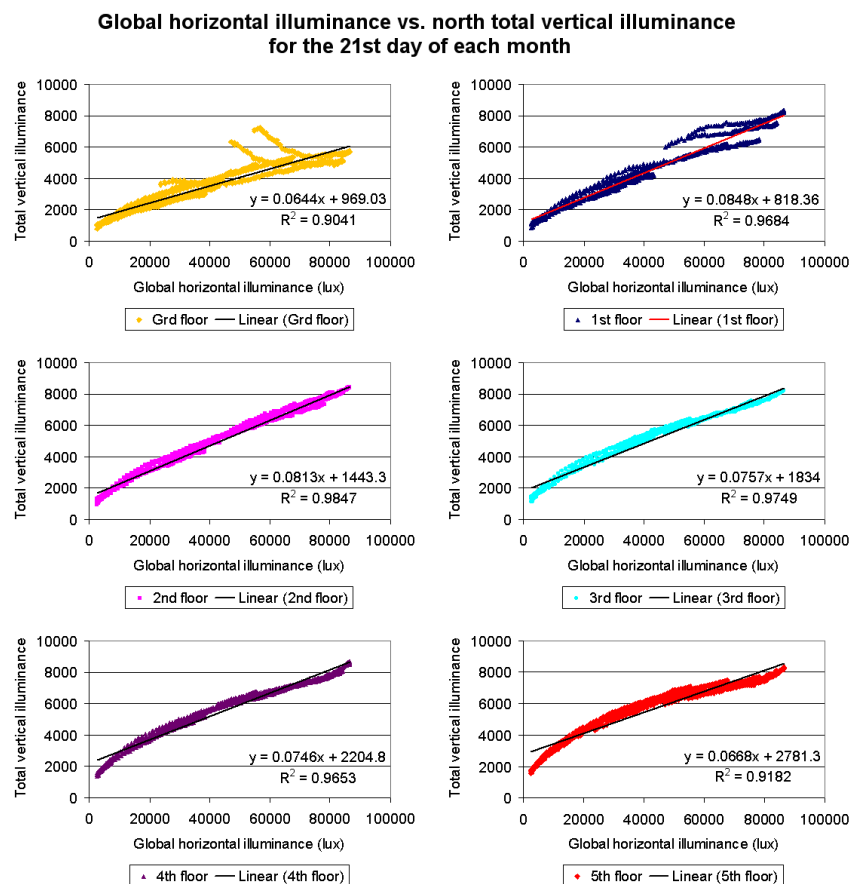 Global horizontal illuminance vs. north total vertical illuminance
for the 21st day of each month
Total vertical illuminance
10000
8000
6000
4000
2000
0
y = 0.0644x + 969.03
R² = 0.9041
0 20000 40000 60000 80000 100000
Global horizontal illuminance (lux)
Grd floor Linear (Grd floor)
Total vertical illuminance
10000
8000
6000
4000
2000
0
y = 0.0848x + 818.36
R² = 0.9684
0 20000 40000 60000 80000 100000
Global horizontal illuminance (lux)
1st floor Linear (1st floor)
Total vertical illuminance
10000
8000
6000
4000
2000
0
y = 0.0813x + 1443.3
R² = 0.9847
0 20000 40000 60000 80000 100000
Global horizontal illuminance (lux)
2nd floor Linear (2nd floor)
Total vertical illuminance
10000
8000
6000
4000
2000
0
y = 0.0757x + 1834
R² = 0.9749
0 20000 40000 60000 80000 100000
Global horizontal illuminance (lux)
3rd floor Linear (3rd floor)
Total vertical illuminance
10000
8000
6000
4000
2000
0
y = 0.0746x + 2204.8
R² = 0.9653
0 20000 40000 60000 80000 100000
Global horizontal illuminance (lux)
4th floor Linear (4th floor)
Total vertical illuminance
10000
8000
6000
4000
2000
0
y = 0.0668x + 2781.3
R² = 0.9182
0 20000 40000 60000 80000 100000
Global horizontal illuminance (lux)
5th floor Linear (5th floor)